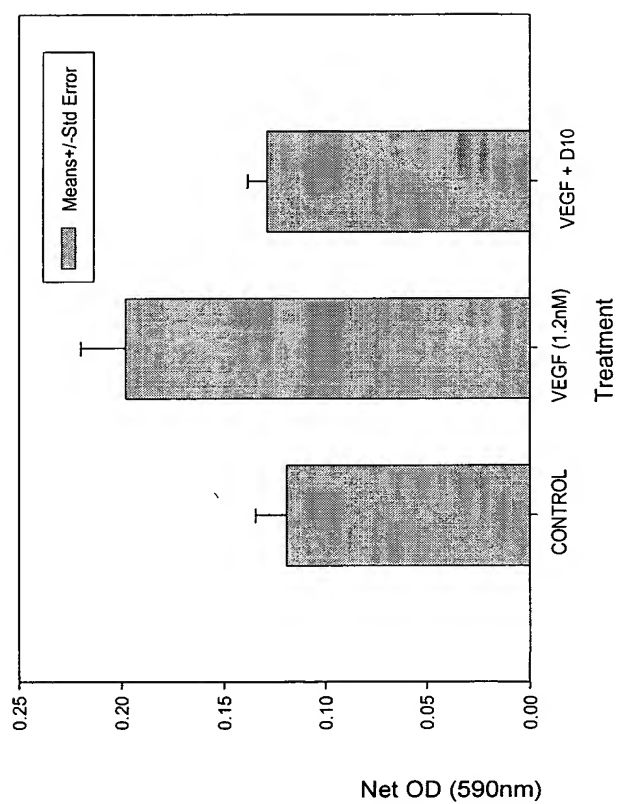 Means+/-Std Error
0.25
0.20
0.15
0.10
0.05
0.00
Net OD (590nm)
CONTROL
VEGF (1.2nM)
VEGF + D10
Treatment